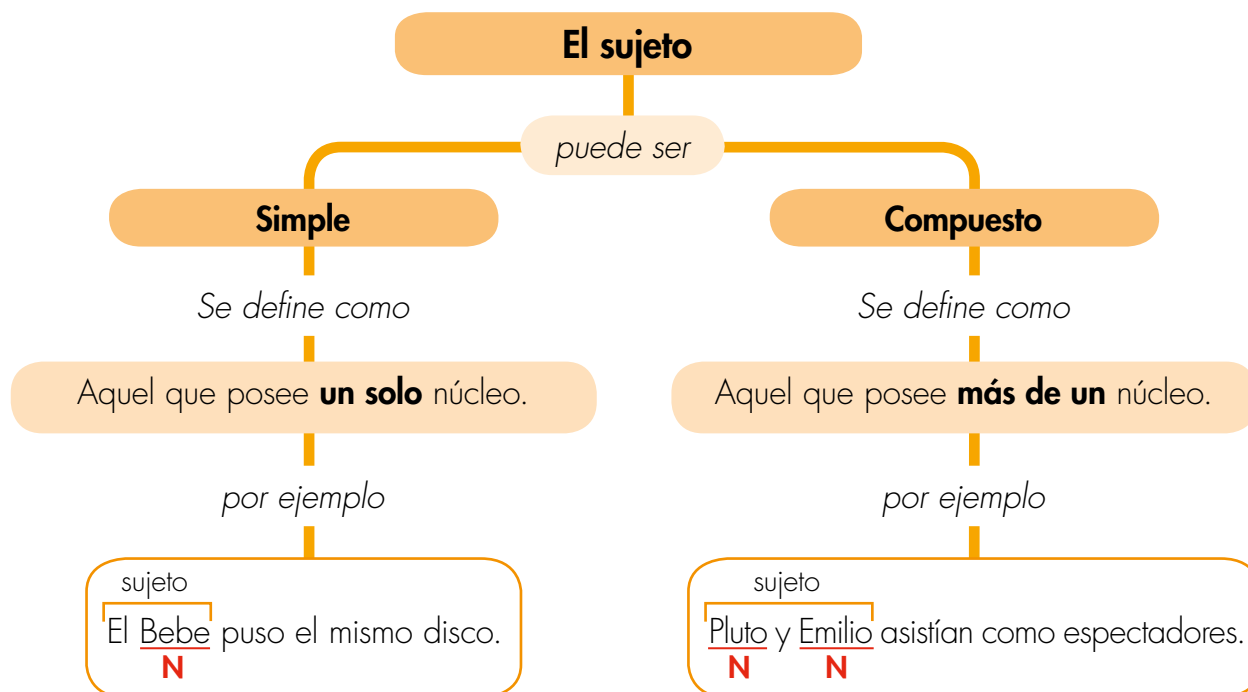 El sujeto
puede ser
Simple
Se define como
Aquel que posee un solo núcleo.
por ejemplo
sujeto
El Bebe puso el mismo disco.
N
Compuesto
Se define como
Aquel que posee más de un núcleo.
por ejemplo
sujeto
Pluto y Emilio asistían como espectadores.
N N